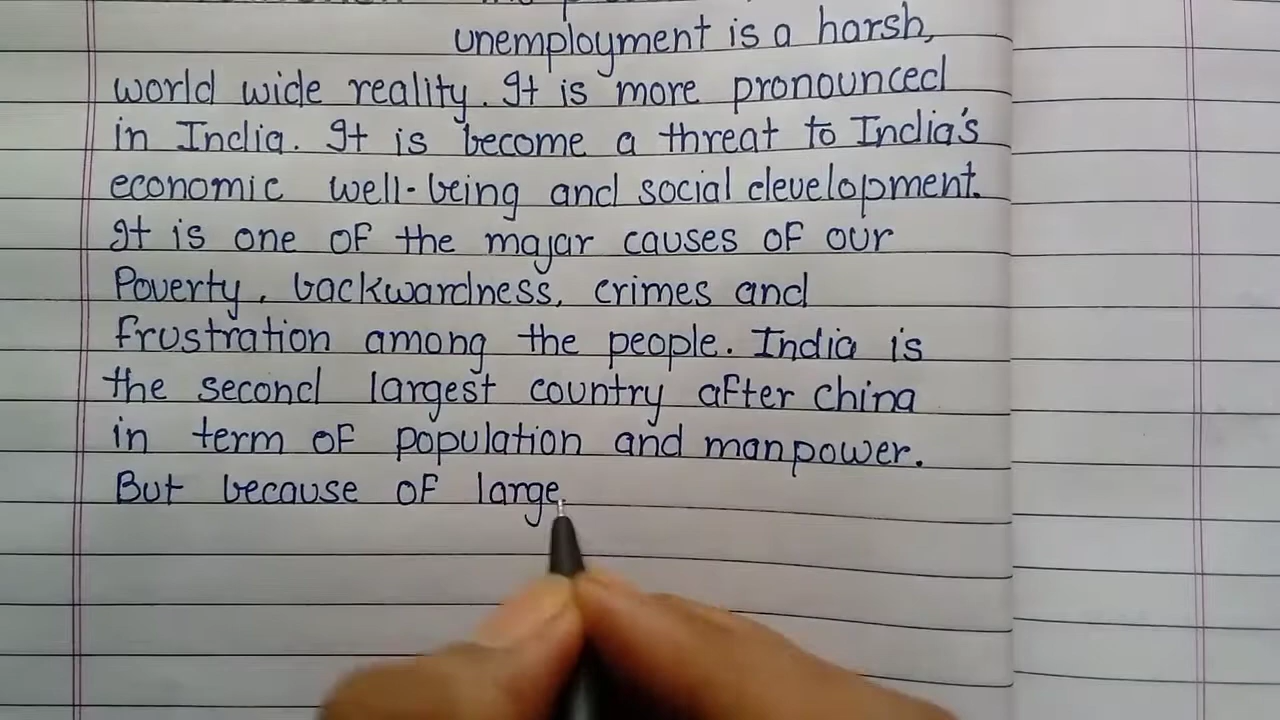 unemployment is a harsh,
world wide reality. It is more pronounced
in India. It is become a threat to India's
economic well-being and social development.
It is one of the majar causes of our
Poverty, backwardness, crimes and
frustration among the people. India is
the second largest country after china
in term of population and manpower.
But because of large